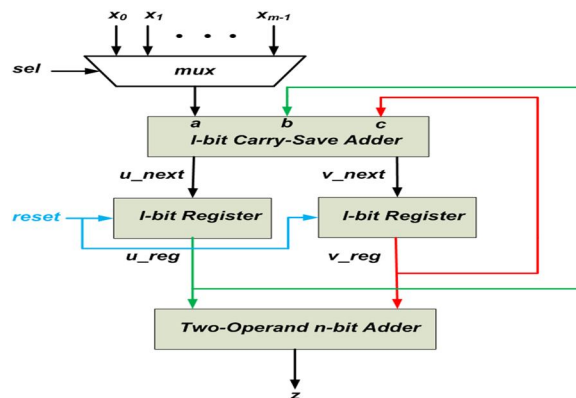 x0 x1 • • • xm-1
sel
mux
a b c
l-bit Carry-Save Adder
u_next v_next
reset
l-bit Register l-bit Register
u_reg v_reg
Two-Operand n-bit Adder
z